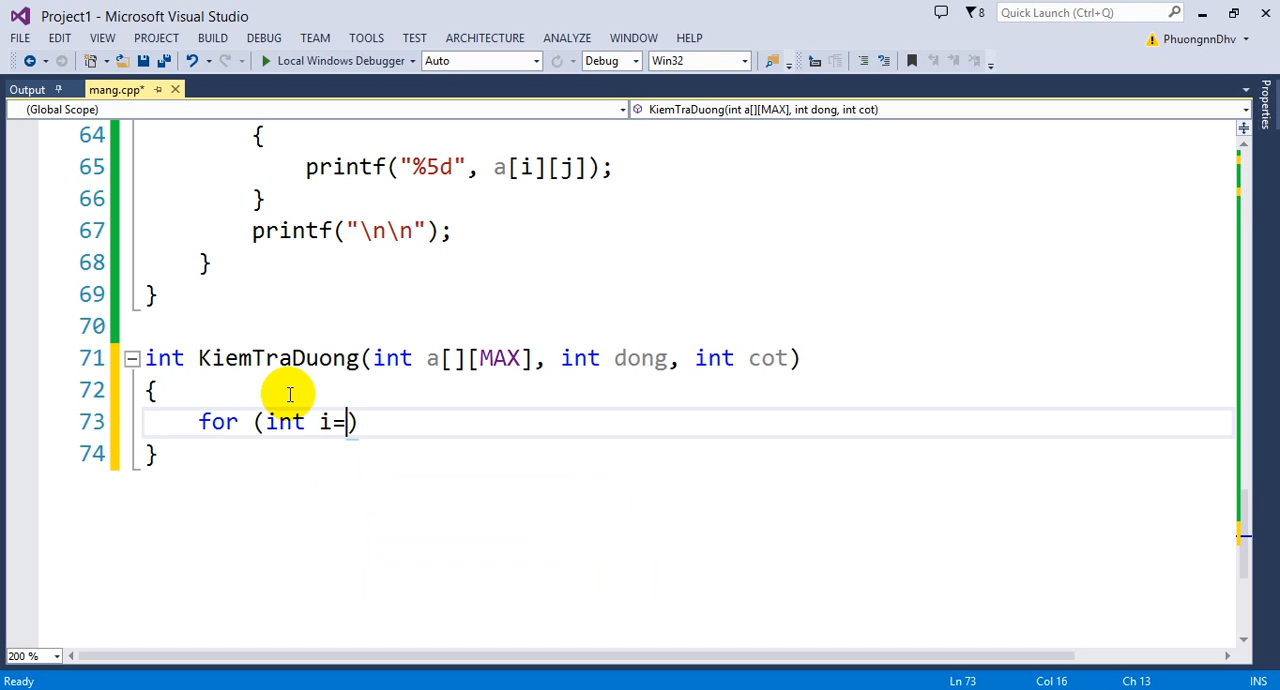 Project1 - Microsoft Visual Studio
8
Quick Launch (Ctrl+Q)
FILE EDIT VIEW PROJECT BUILD DEBUG TEAM TOOLS TEST ARCHITECTURE ANALYZE WINDOW HELP
PhuongnnDhv
Local Windows Debugger Auto Debug Win32
Output mang.cpp*
(Global Scope) KiemTraDuong(int a[][MAX], int dong, int cot)
Properties
64 {
65 printf("%5d", a[i][j]);
66 }
67 printf("\n\n");
68 }
69 }
70
71 int KiemTraDuong(int a[][MAX], int dong, int cot)
72 {
73 for (int i=)
74 }
200 %
Ready Ln 73 Col 16 Ch 13 INS